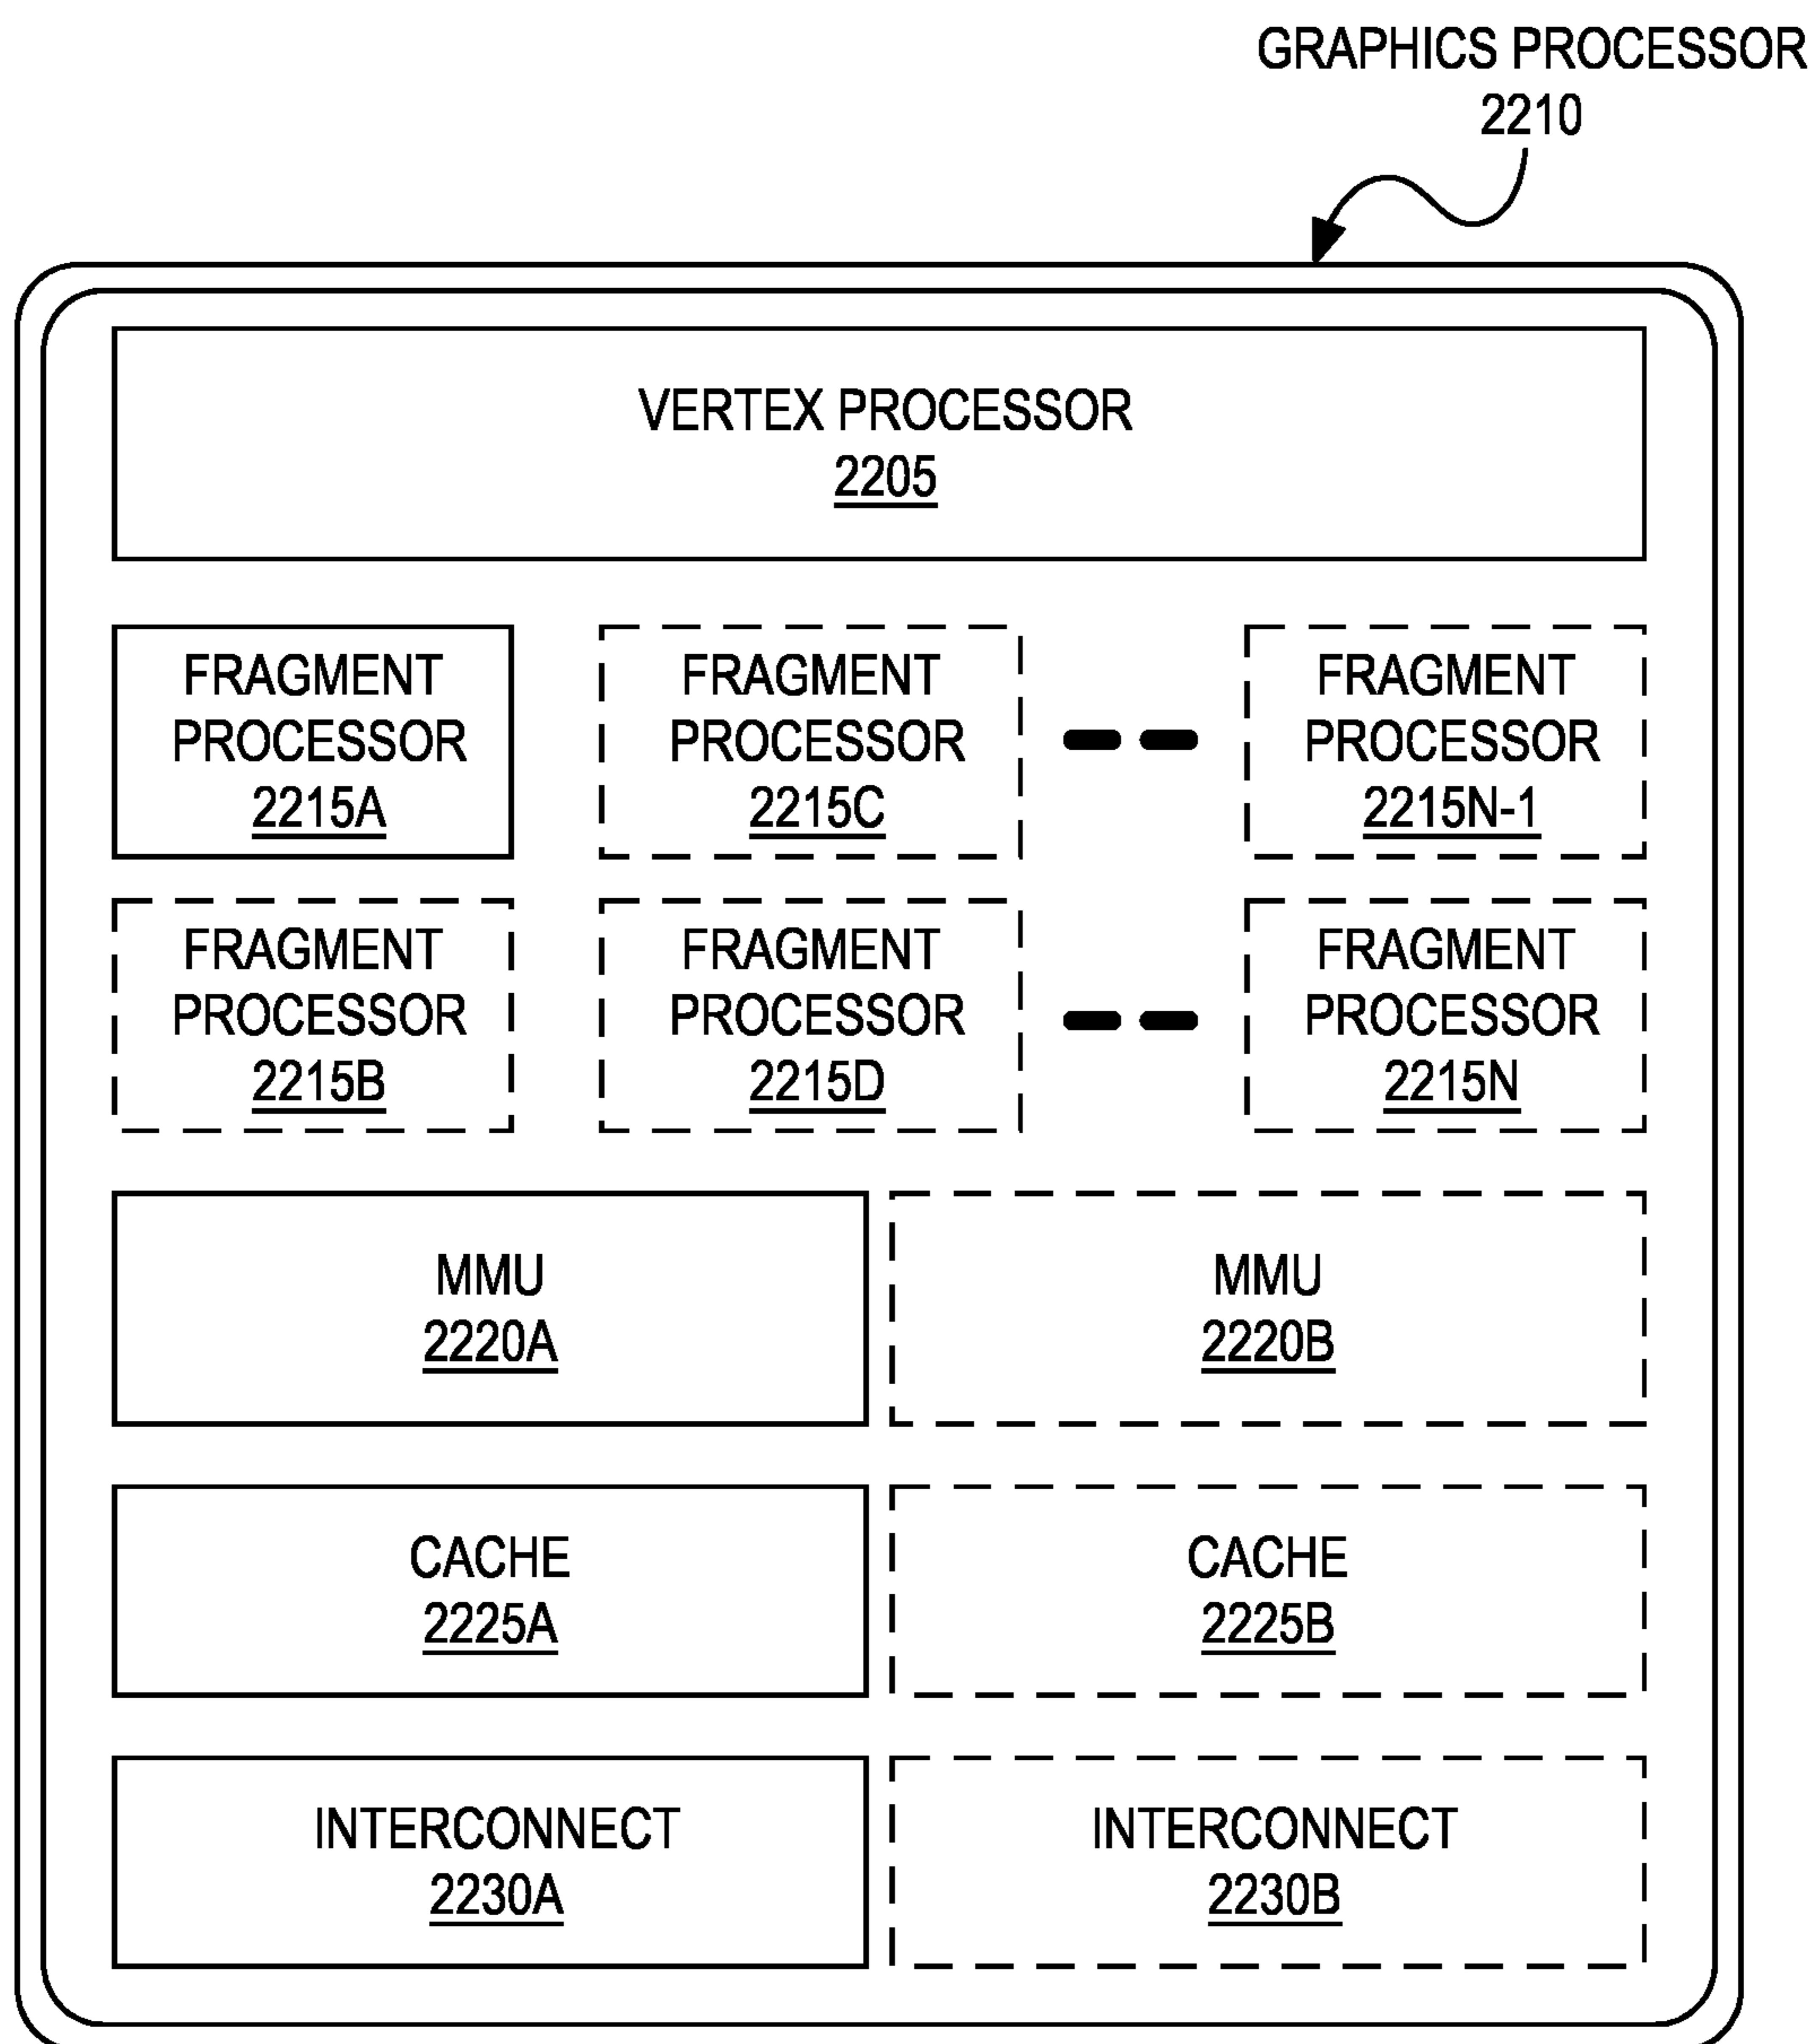 GRAPHICS PROCESSOR
2210
VERTEX PROCESSOR
2205
FRAGMENT
PROCESSOR
2215A
FRAGMENT
PROCESSOR
2215C
FRAGMENT
PROCESSOR
2215N-1
FRAGMENT
PROCESSOR
2215B
FRAGMENT
PROCESSOR
2215D
FRAGMENT
PROCESSOR
2215N
MMU
2220A
MMU
2220B
CACHE
2225A
CACHE
2225B
INTERCONNECT
2230A
INTERCONNECT
2230B